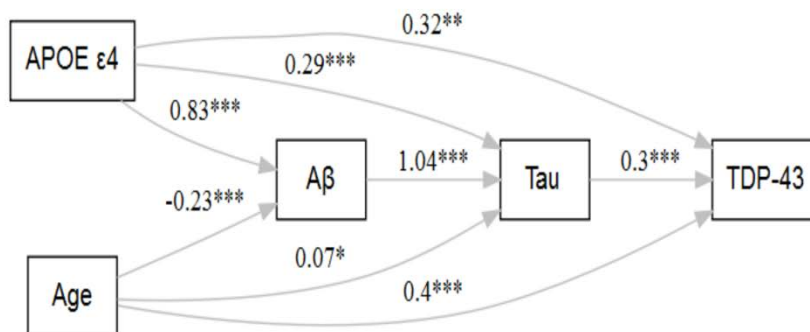 0.32**
APOE ε4
0.29***
0.83***
Aβ
1.04***
Tau
0.3***
TDP-43
-0.23***
0.07*
Age
0.4***